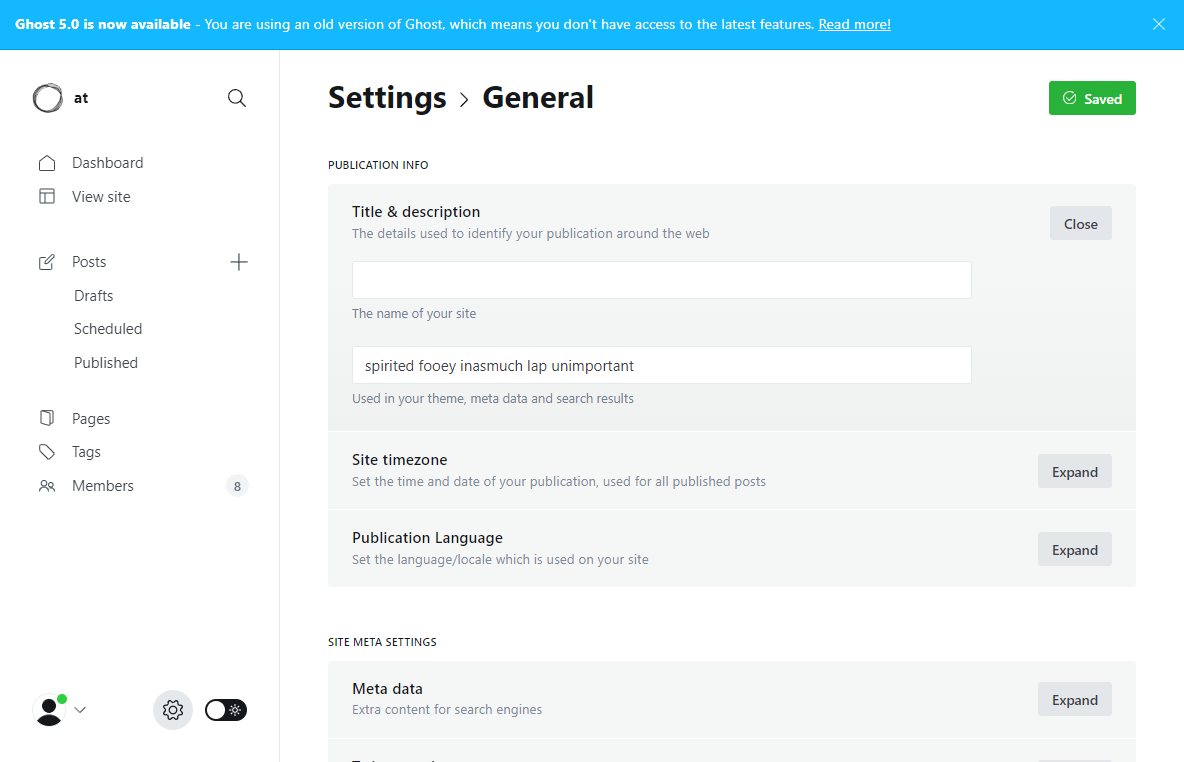 Ghost 5.0 is now available - You are using an old version of Ghost, which means you don't have access to the latest features. Read more!
at
Dashboard
View site
Posts
Drafts
Scheduled
Published
Pages
Tags
Members
8
Settings > General
Saved
PUBLICATION INFO
Title & description
The details used to identify your publication around the web
Close
The name of your site
spirited fooey inasmuch lap unimportant
Used in your theme, meta data and search results
Site timezone
Set the time and date of your publication, used for all published posts
Expand
Publication Language
Set the language/locale which is used on your site
Expand
SITE META SETTINGS
Meta data
Extra content for search engines
Expand